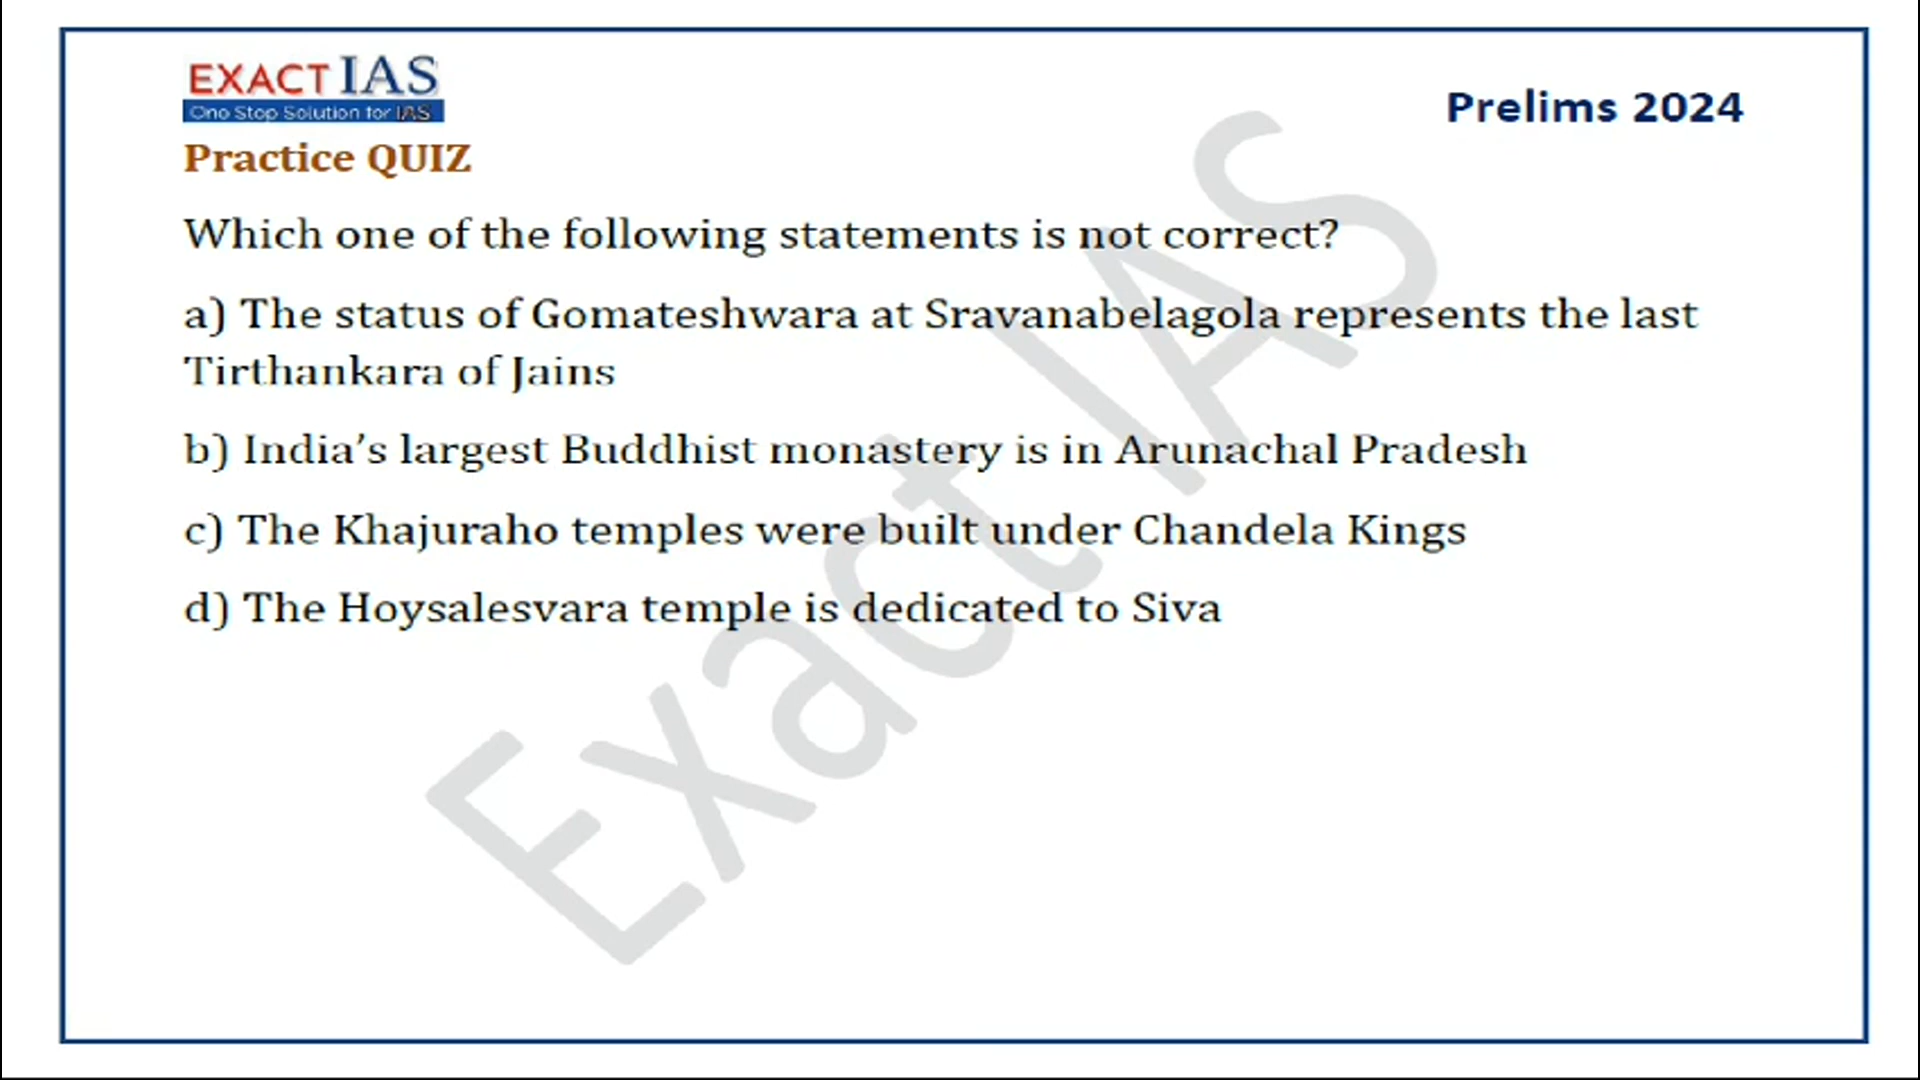 EXACT IAS
One Stop Solution for IAS
Prelims 2024
Practice QUIZ
Which one of the following statements is not correct?
a) The status of Gomateshwara at Sravanabelagola represents the last
Tirthankara of Jains
b) India’s largest Buddhist monastery is in Arunachal Pradesh
c) The Khajuraho temples were built under Chandela Kings
d) The Hoysalesvara temple is dedicated to Siva
Exact IAS